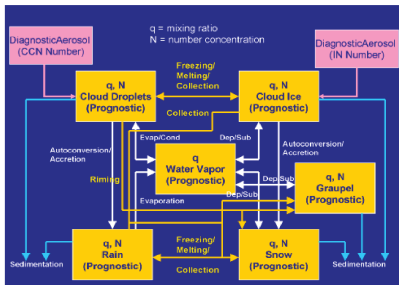 q = mixing ratio
N = number concentration
DiagnosticAerosol
(CCN Number)
DiagnosticAerosol
(IN Number)
q, N
Cloud Droplets
(Prognostic)
Freezing/
Melting/
Collection
q, N
Cloud Ice
(Prognostic)
Collection
Evap/Cond
Dep/Sub
Autoconversion/
Accretion
q
Water Vapor
(Prognostic)
Autoconversion/
Accretion
Riming
Dep/Sub
q, N
Graupel
(Prognostic)
Dep/Sub
Evaporation
q, N
Rain
(Prognostic)
Freezing/
Melting/
Collection
q, N
Snow
(Prognostic)
Sedimentation
Sedimentation